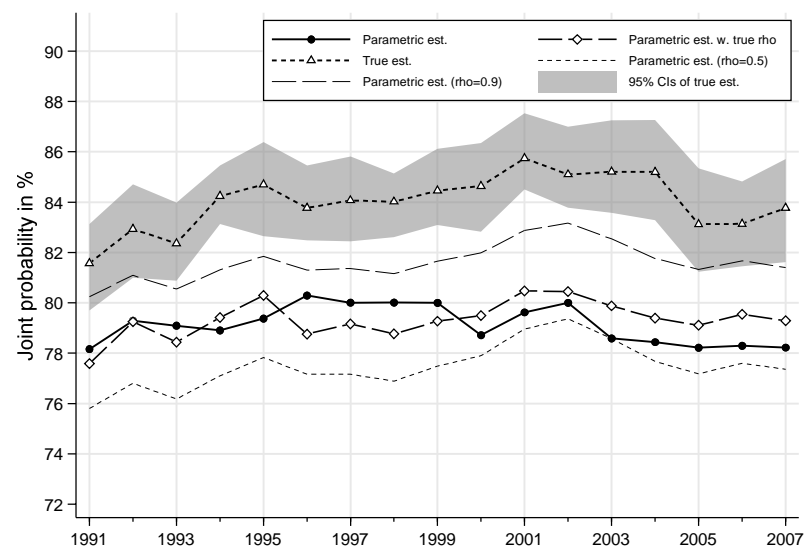 Parametric est.
Parametric est. w. true rho
True est.
Parametric est. (rho=0.5)
Parametric est. (rho=0.9)
95% CIs of true est.
Joint probability in %
90
88
86
84
82
80
78
76
74
72
1991 1993 1995 1997 1999 2001 2003 2005 2007